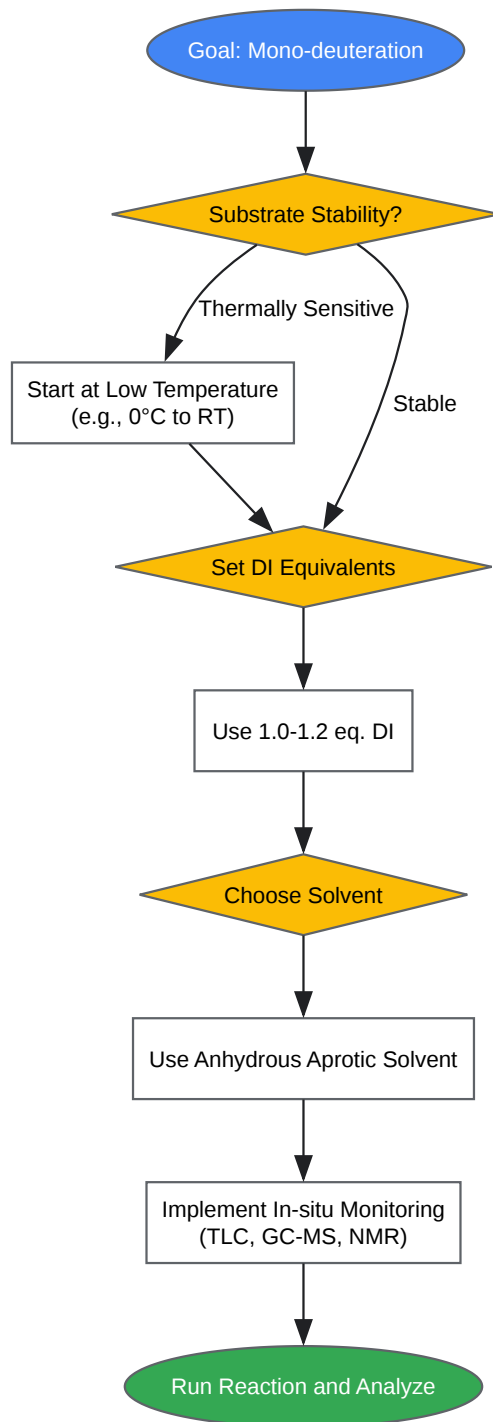 Goal: Mono-deuteration
Substrate Stability?
Thermally Sensitive
Start at Low Temperature
(e.g., 0°C to RT)
Stable
Set DI Equivalents
Use 1.0-1.2 eq. DI
Choose Solvent
Use Anhydrous Aprotic Solvent
Implement In-situ Monitoring
(TLC, GC-MS, NMR)
Run Reaction and Analyze